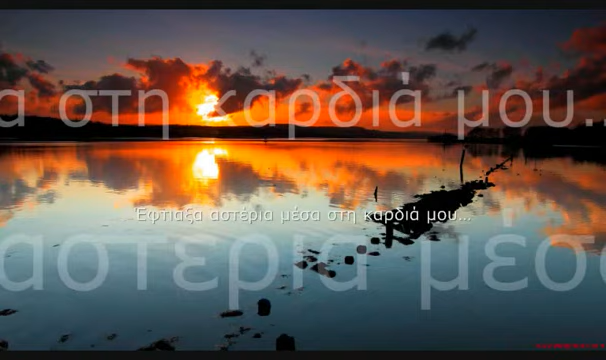 α στη καρδιά μου..
Έφτιαξα αστέρια μέσα στη καρδιά μου...
αστέρια μέσ